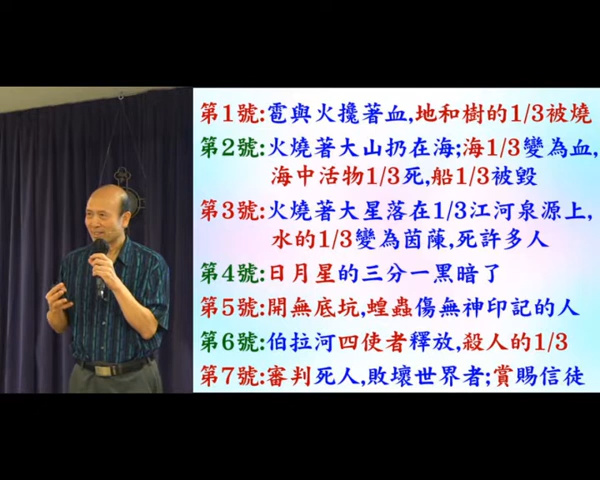 第1號:雹與火攙著血,地和樹的1/3被燒
第2號:火燒著大山扔在海;海1/3變為血,
海中活物1/3死,船1/3被毀
第3號:火燒著大星落在1/3江河泉源上,
水的1/3變為茵蔯,死許多人
第4號:日月星的三分一黑暗了
第5號:開無底坑,蝗蟲傷無神印記的人
第6號:伯拉河四使者釋放,殺人的1/3
第7號:審判死人,敗壞世界者;賞賜信徒